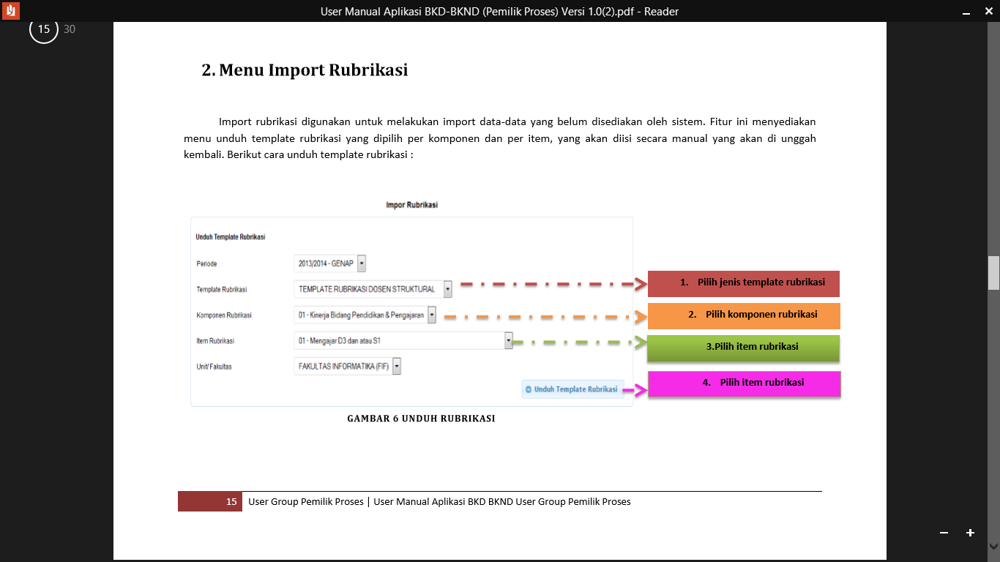 User Manual Aplikasi BKD-BKND (Pemilik Proses) Versi 1.0(2).pdf - Reader
15 30
2. Menu Import Rubrikasi
Import rubrikasi digunakan untuk melakukan import data-data yang belum disediakan oleh sistem. Fitur ini menyediakan
menu unduh template rubrikasi yang dipilih per komponen dan per item, yang akan diisi secara manual yang akan di unggah
kembali. Berikut cara unduh template rubrikasi :
Impor Rubrikasi
Unduh Template Rubrikasi
Periode 2013/2014 - GENAP
Template Rubrikasi TEMPLATE RUBRIKASI DOSEN STRUKTURAL
1. Pilih jenis template rubrikasi
Komponen Rubrikasi 01 - Kinerja Bidang Pendidikan & Pengajaran
2. Pilih komponen rubrikasi
Item Rubrikasi 01 - Mengajar D3 dan atau S1
3.Pilih item rubrikasi
Unit/ Fakultas FAKULTAS INFORMATIKA (FIF)
Unduh Template Rubrikasi
4. Pilih item rubrikasi
GAMBAR 6 UNDUH RUBRIKASI
15 User Group Pemilik Proses | User Manual Aplikasi BKD BKND User Group Pemilik Proses